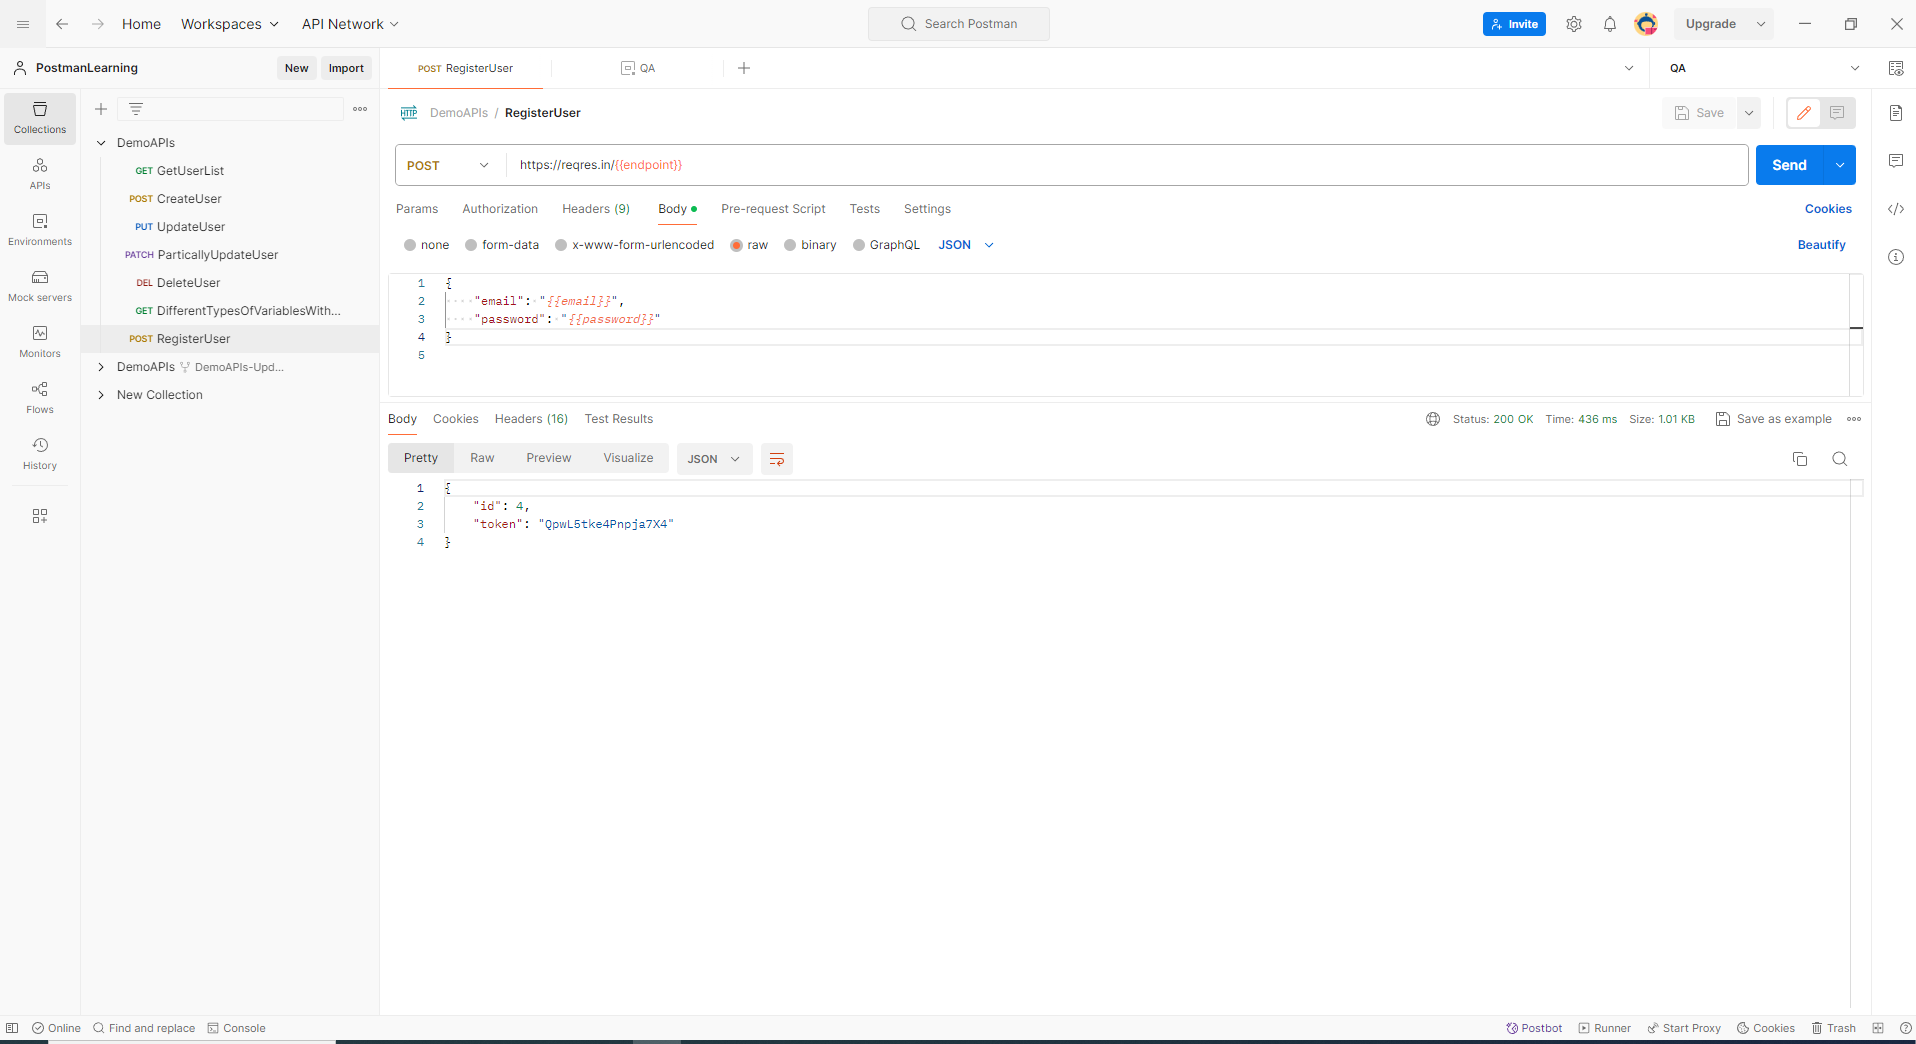 Home Workspaces API Network Search Postman Invite Upgrade
PostmanLearning New Import POST RegisterUser QA QA
Collections
APIs
Environments
Mock servers
Monitors
Flows
History
DemoAPIs
GET GetUserList
POST CreateUser
PUT UpdateUser
PATCH ParticallyUpdateUser
DEL DeleteUser
GET DifferentTypesOfVariablesWith...
POST RegisterUser
DemoAPIs DemoAPIs-Upd...
New Collection
HTTP DemoAPIs / RegisterUser Save
POST https://reqres.in/{{endpoint}} Send
Params Authorization Headers (9) Body Pre-request Script Tests Settings Cookies
none form-data x-www-form-urlencoded raw binary GraphQL JSON Beautify
1 {
2 ····"email":·"{{email}}",
3 ····"password":·"{{password}}"
4 }
5
Body Cookies Headers (16) Test Results Status: 200 OK Time: 436 ms Size: 1.01 KB Save as example
Pretty Raw Preview Visualize JSON
1 {
2 "id": 4,
3 "token": "QpwL5tke4Pnpja7X4"
4 }
Online Find and replace Console Postbot Runner Start Proxy Cookies Trash